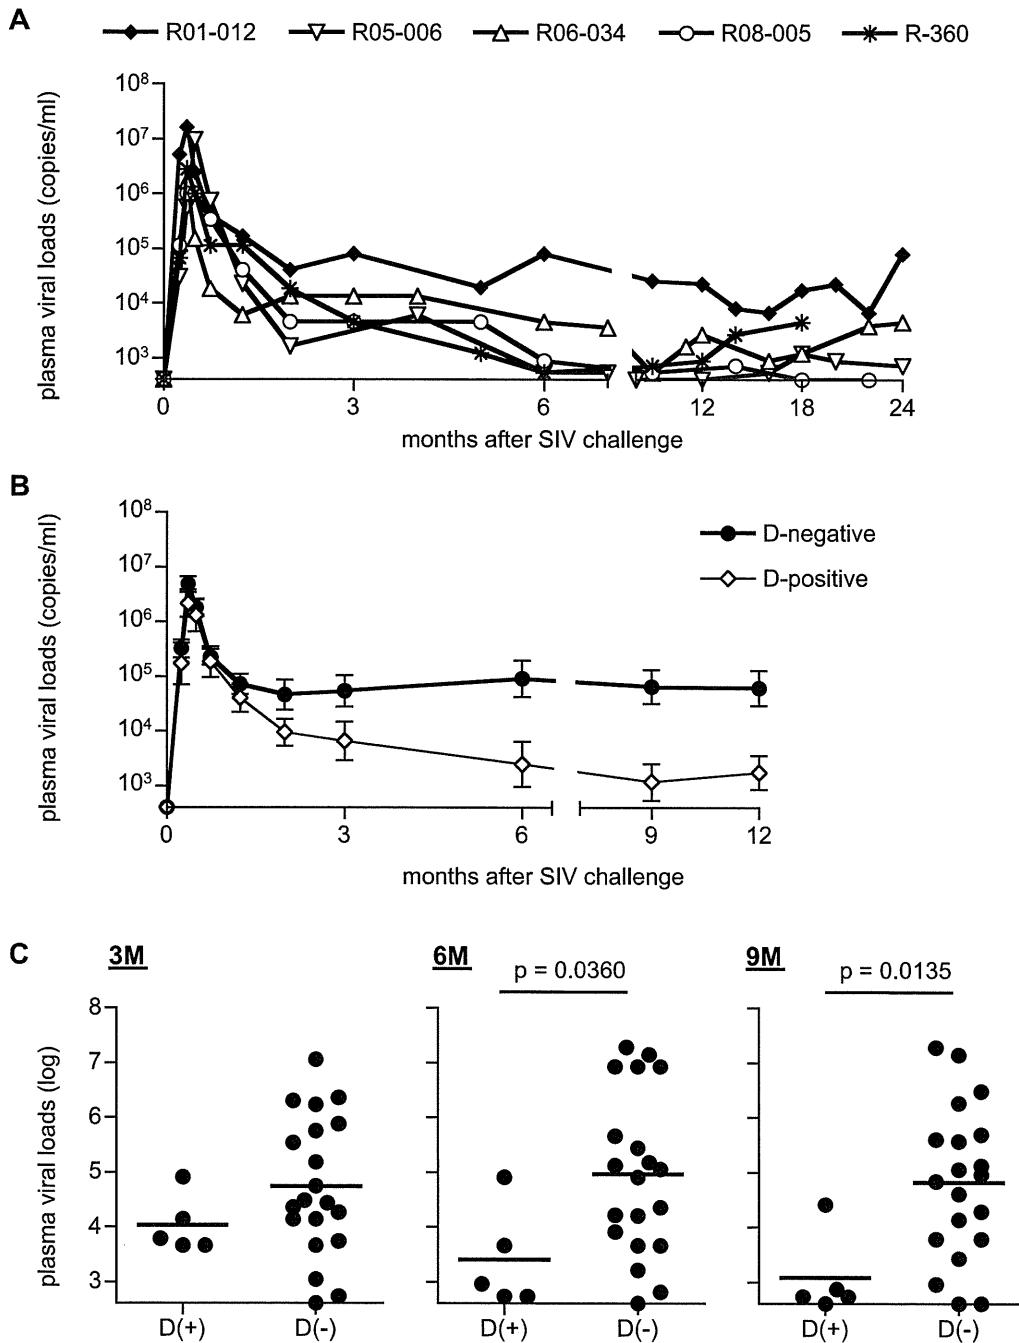 A
R01-012 R05-006 R06-034 R08-005 R-360
plasma viral loads (copies/ml)
10⁸
10⁷
10⁶
10⁵
10⁴
10³
0 3 6 12 18 24
months after SIV challenge
B
plasma viral loads (copies/ml)
10⁸
10⁷
10⁶
10⁵
10⁴
10³
D-negative
D-positive
0 3 6 9 12
months after SIV challenge
C
3M 6M 9M
p = 0.0360 p = 0.0135
plasma viral loads (log)
8
7
6
5
4
3
D(+) D(-) D(+) D(-) D(+) D(-)